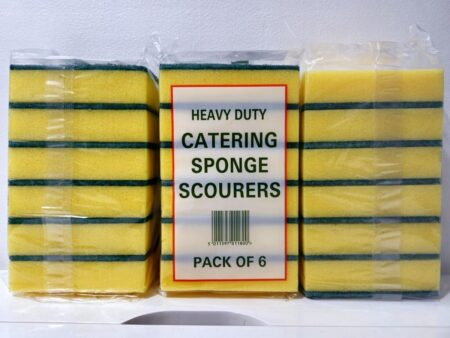 HEAVY DUTY
CATERING
SPONGE
SCOURERS
PACK OF 6